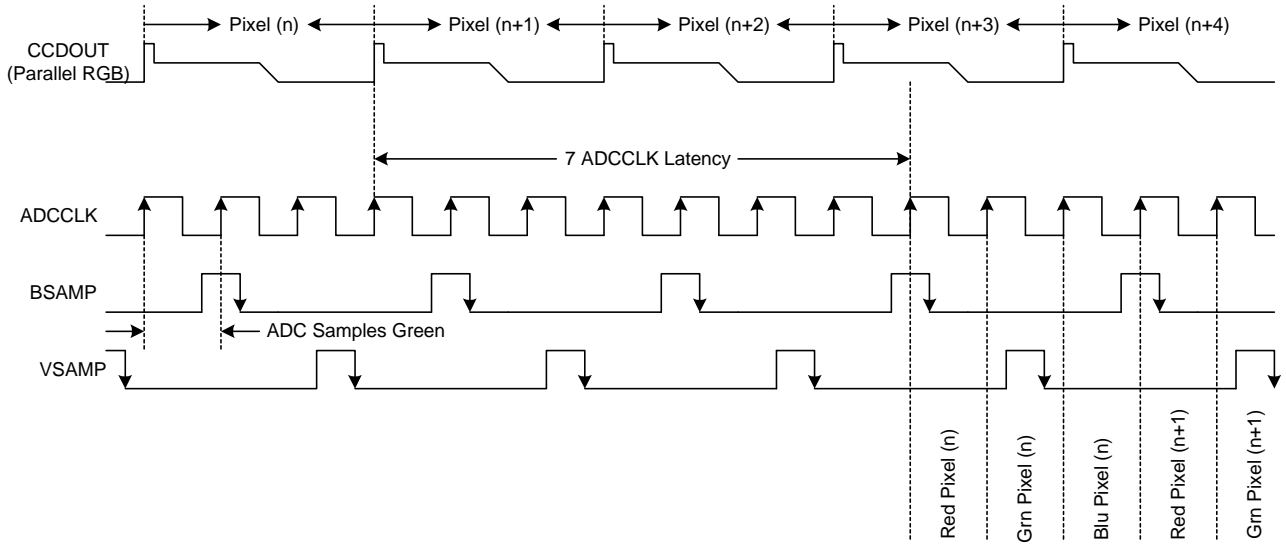 Pixel (n)
Pixel (n+1)
Pixel (n+2)
Pixel (n+3)
Pixel (n+4)
CCDOUT
(Parallel RGB)
7 ADCCLK Latency
ADCCLK
BSAMP
ADC Samples Green
VSAMP
Red Pixel (n)
Grn Pixel (n)
Blu Pixel (n)
Red Pixel (n+1)
Grn Pixel (n+1)